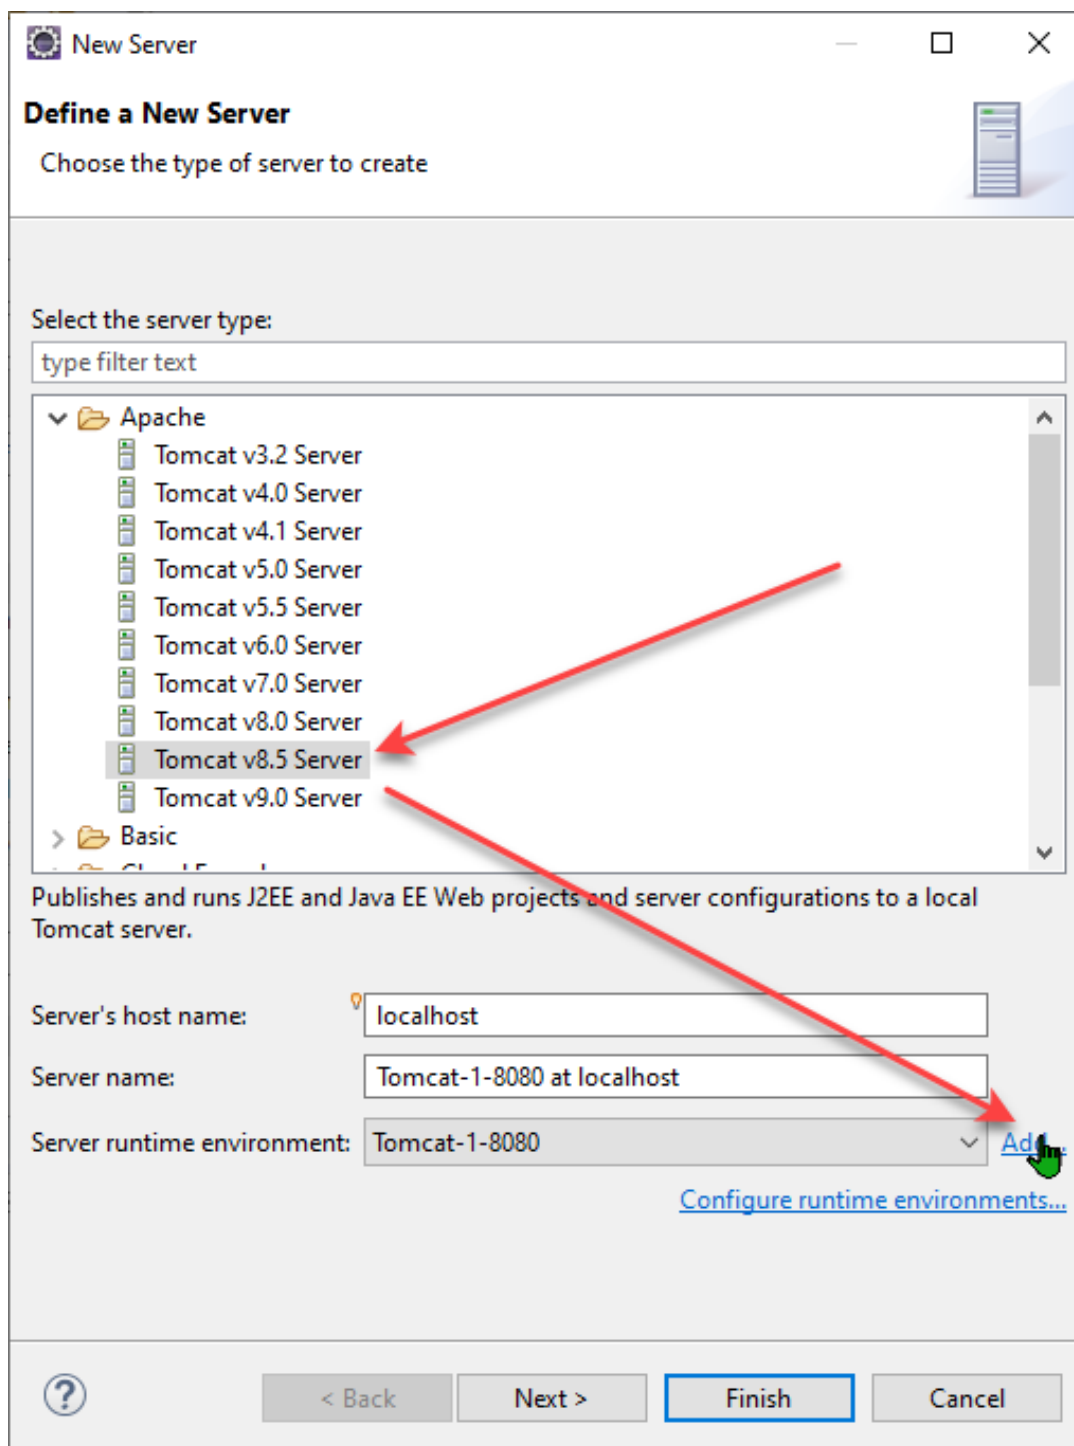 New Server
Define a New Server
Choose the type of server to create
Select the server type:
type filter text
Apache
Tomcat v3.2 Server
Tomcat v4.0 Server
Tomcat v4.1 Server
Tomcat v5.0 Server
Tomcat v5.5 Server
Tomcat v6.0 Server
Tomcat v7.0 Server
Tomcat v8.0 Server
Tomcat v8.5 Server
Tomcat v9.0 Server
Basic
Publishes and runs J2EE and Java EE Web projects and server configurations to a local
Tomcat server.
Server's host name: localhost
Server name: Tomcat-1-8080 at localhost
Server runtime environment: Tomcat-1-8080 Add...
Configure runtime environments...
? < Back Next > Finish Cancel